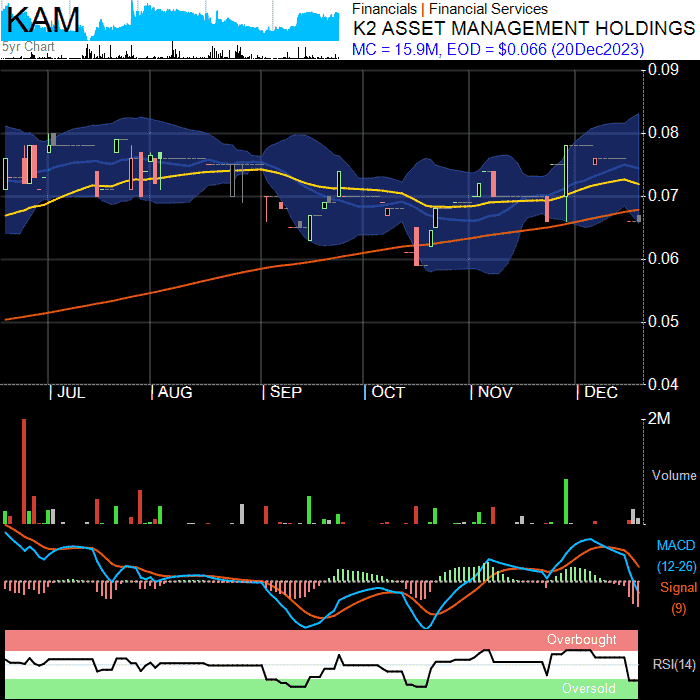 KAM
5yr Chart
Financials | Financial Services
K2 ASSET MANAGEMENT HOLDINGS
MC = 15.9M, EOD = $0.066 (20Dec2023)
0.09
0.08
0.07
0.06
0.05
0.04
| JUL | AUG | SEP | OCT | NOV | DEC
2M
Volume
MACD
(12-26)
Signal
(9)
Overbought
RSI(14)
Oversold